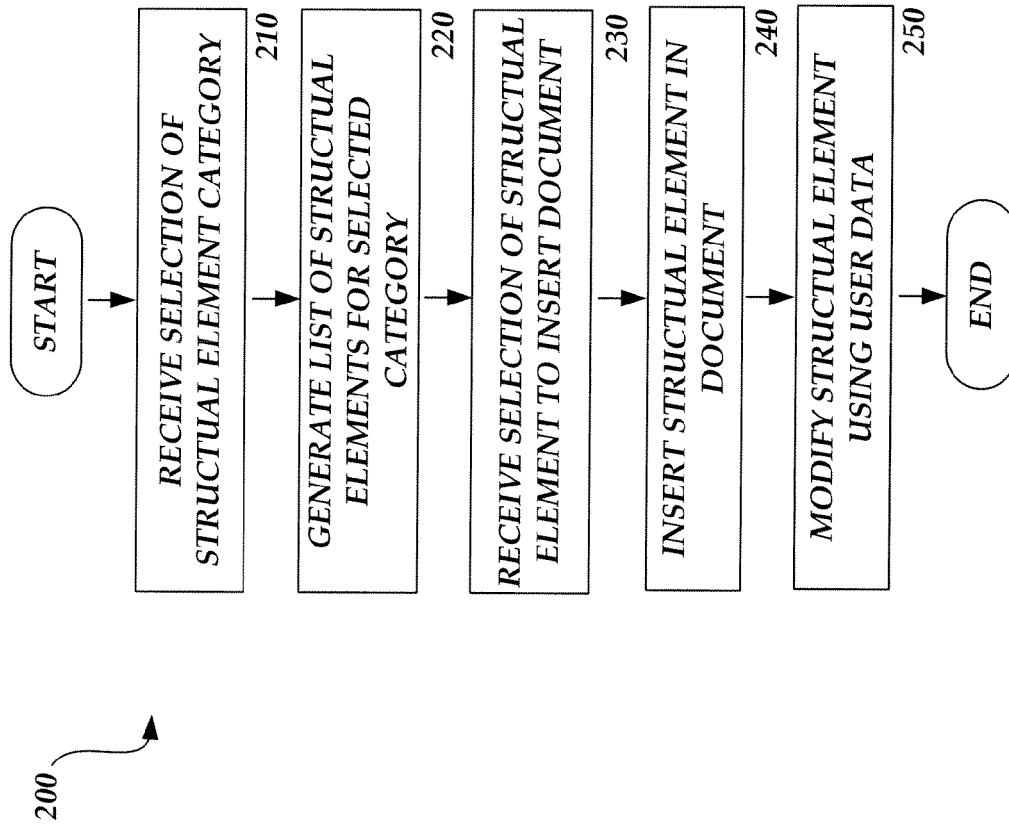 200
START
RECEIVE SELECTION OF
STRUCTUAL ELEMENT CATEGORY
210
GENERATE LIST OF STRUCTUAL
ELEMENTS FOR SELECTED
CATEGORY
220
RECEIVE SELECTION OF STRUCTUAL
ELEMENT TO INSERT DOCUMENT
230
INSERT STRUCTUAL ELEMENT IN
DOCUMENT
240
MODIFY STRUCTUAL ELEMENT
USING USER DATA
250
END